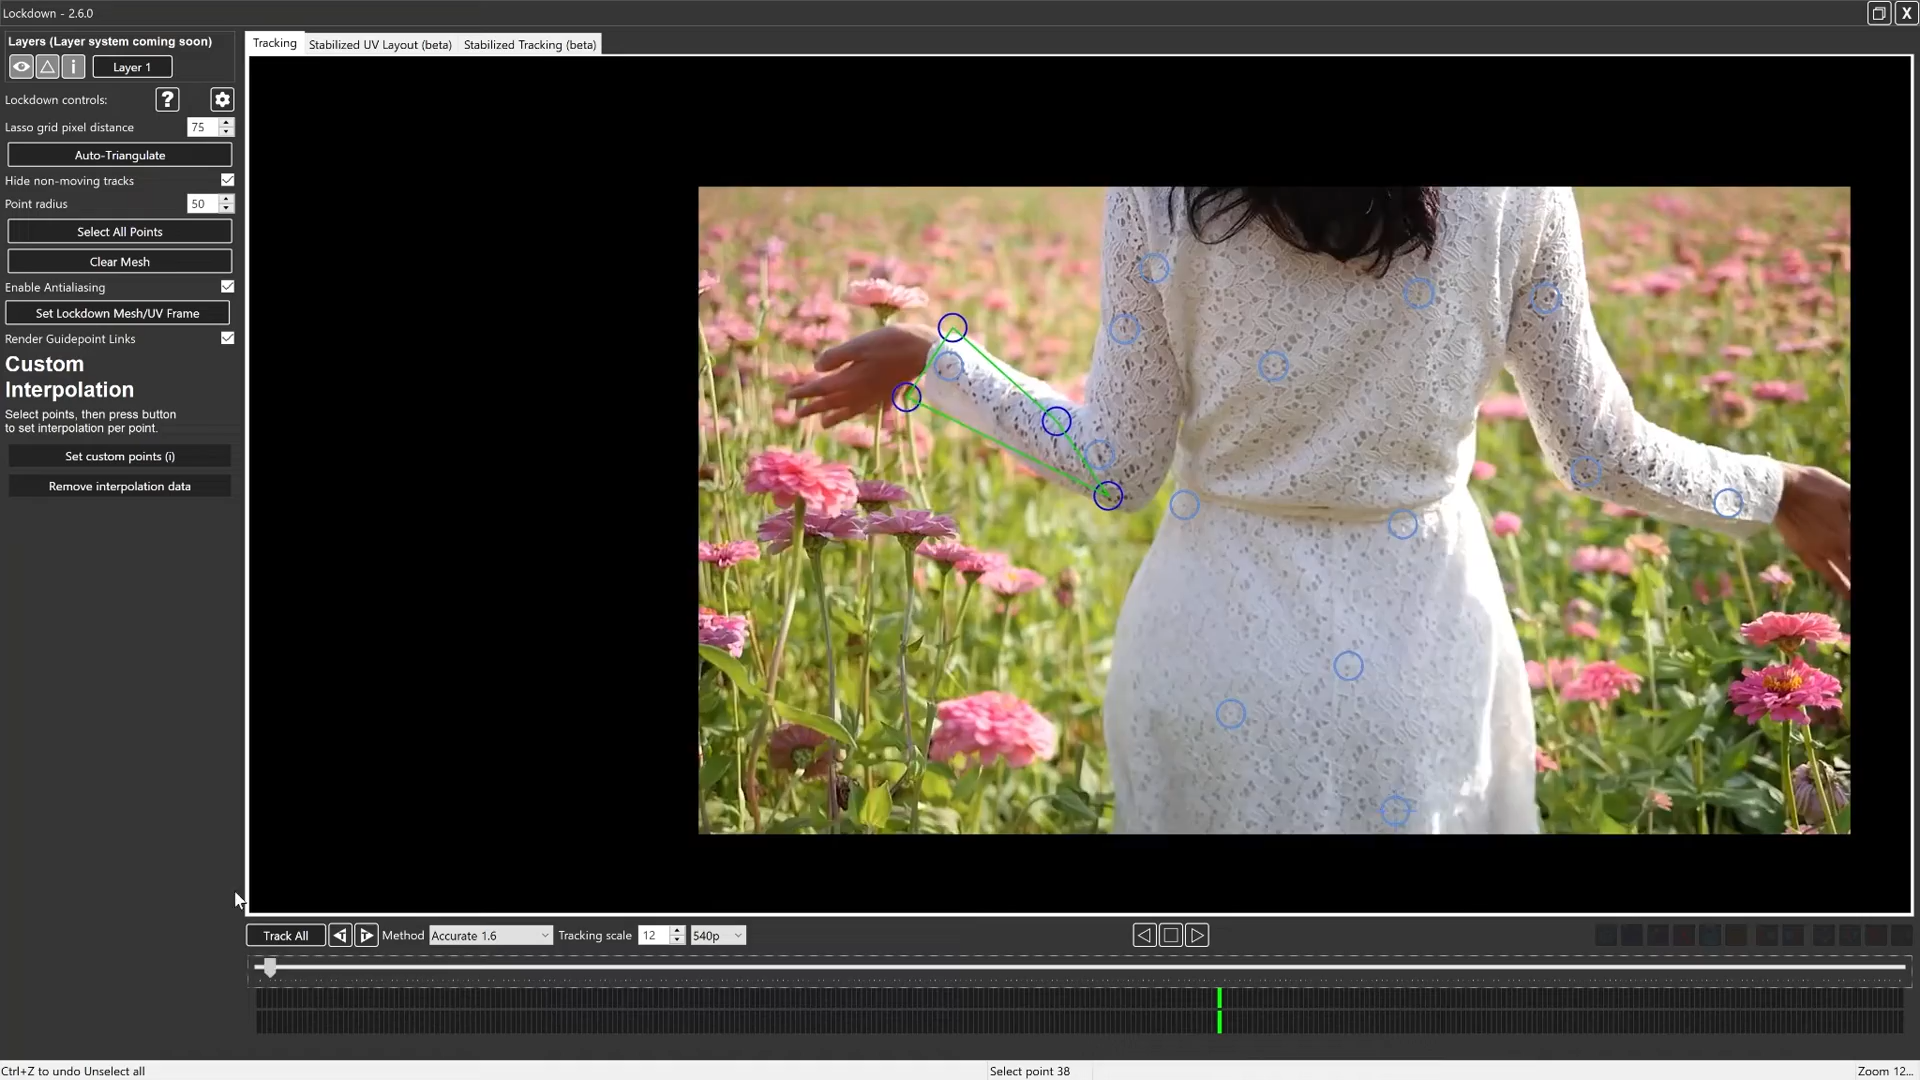 Lockdown - 2.6.0
X
Layers (Layer system coming soon)
Tracking
Stabilized UV Layout (beta)
Stabilized Tracking (beta)
i
Layer 1
Lockdown controls:
?
Lasso grid pixel distance
75
Auto-Triangulate
Hide non-moving tracks
Point radius
50
Select All Points
Clear Mesh
Enable Antialiasing
Set Lockdown Mesh/UV Frame
Render Guidepoint Links
Custom
Interpolation
Select points, then press button
to set interpolation per point.
Set custom points (i)
Remove interpolation data
Track All
Method
Accurate 1.6
Tracking scale
12
540p
Ctrl+Z to undo Unselect all
Select point 38
Zoom 12...